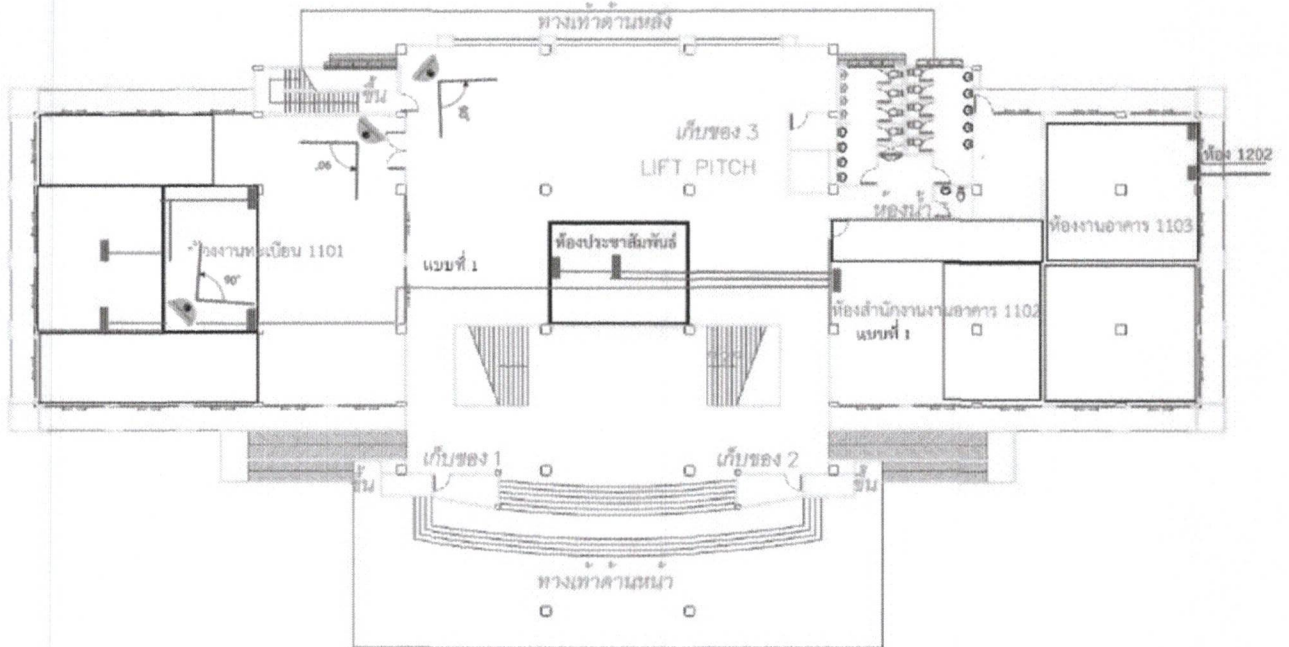 ทางเท้าด้านหลัง
ขึ้น
90°
90°
เก็บของ 3
LIFT PITCH
ห้อง 1202
ห้องน้ำ
ห้องงานอาคาร 1103
ห้องประชาสัมพันธ์
งานทะเบียน 1101
แบบที่ 1
90°
ห้องสำนักงานงานอาคาร 1102
แบบที่ 1
เก็บของ 1
เก็บของ 2
ขึ้น
ขึ้น
ทางเท้าด้านหน้า